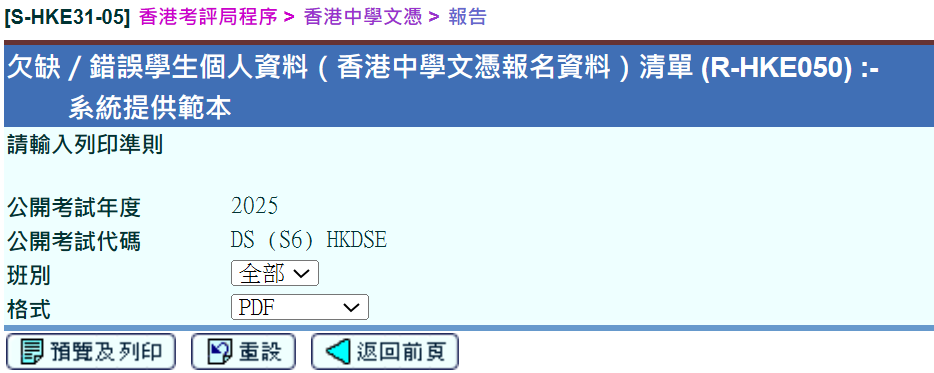 [S-HKE31-05] 香港考評局程序 > 香港中學文憑 > 報告
欠缺 / 錯誤學生個人資料 ( 香港中學文憑報名資料 ) 清單 (R-HKE050) :-
系統提供範本
請輸入列印準則
公開考試年度 2025
公開考試代碼 DS (S6) HKDSE
班別 全部
格式 PDF
預覽及列印 重設 返回前頁